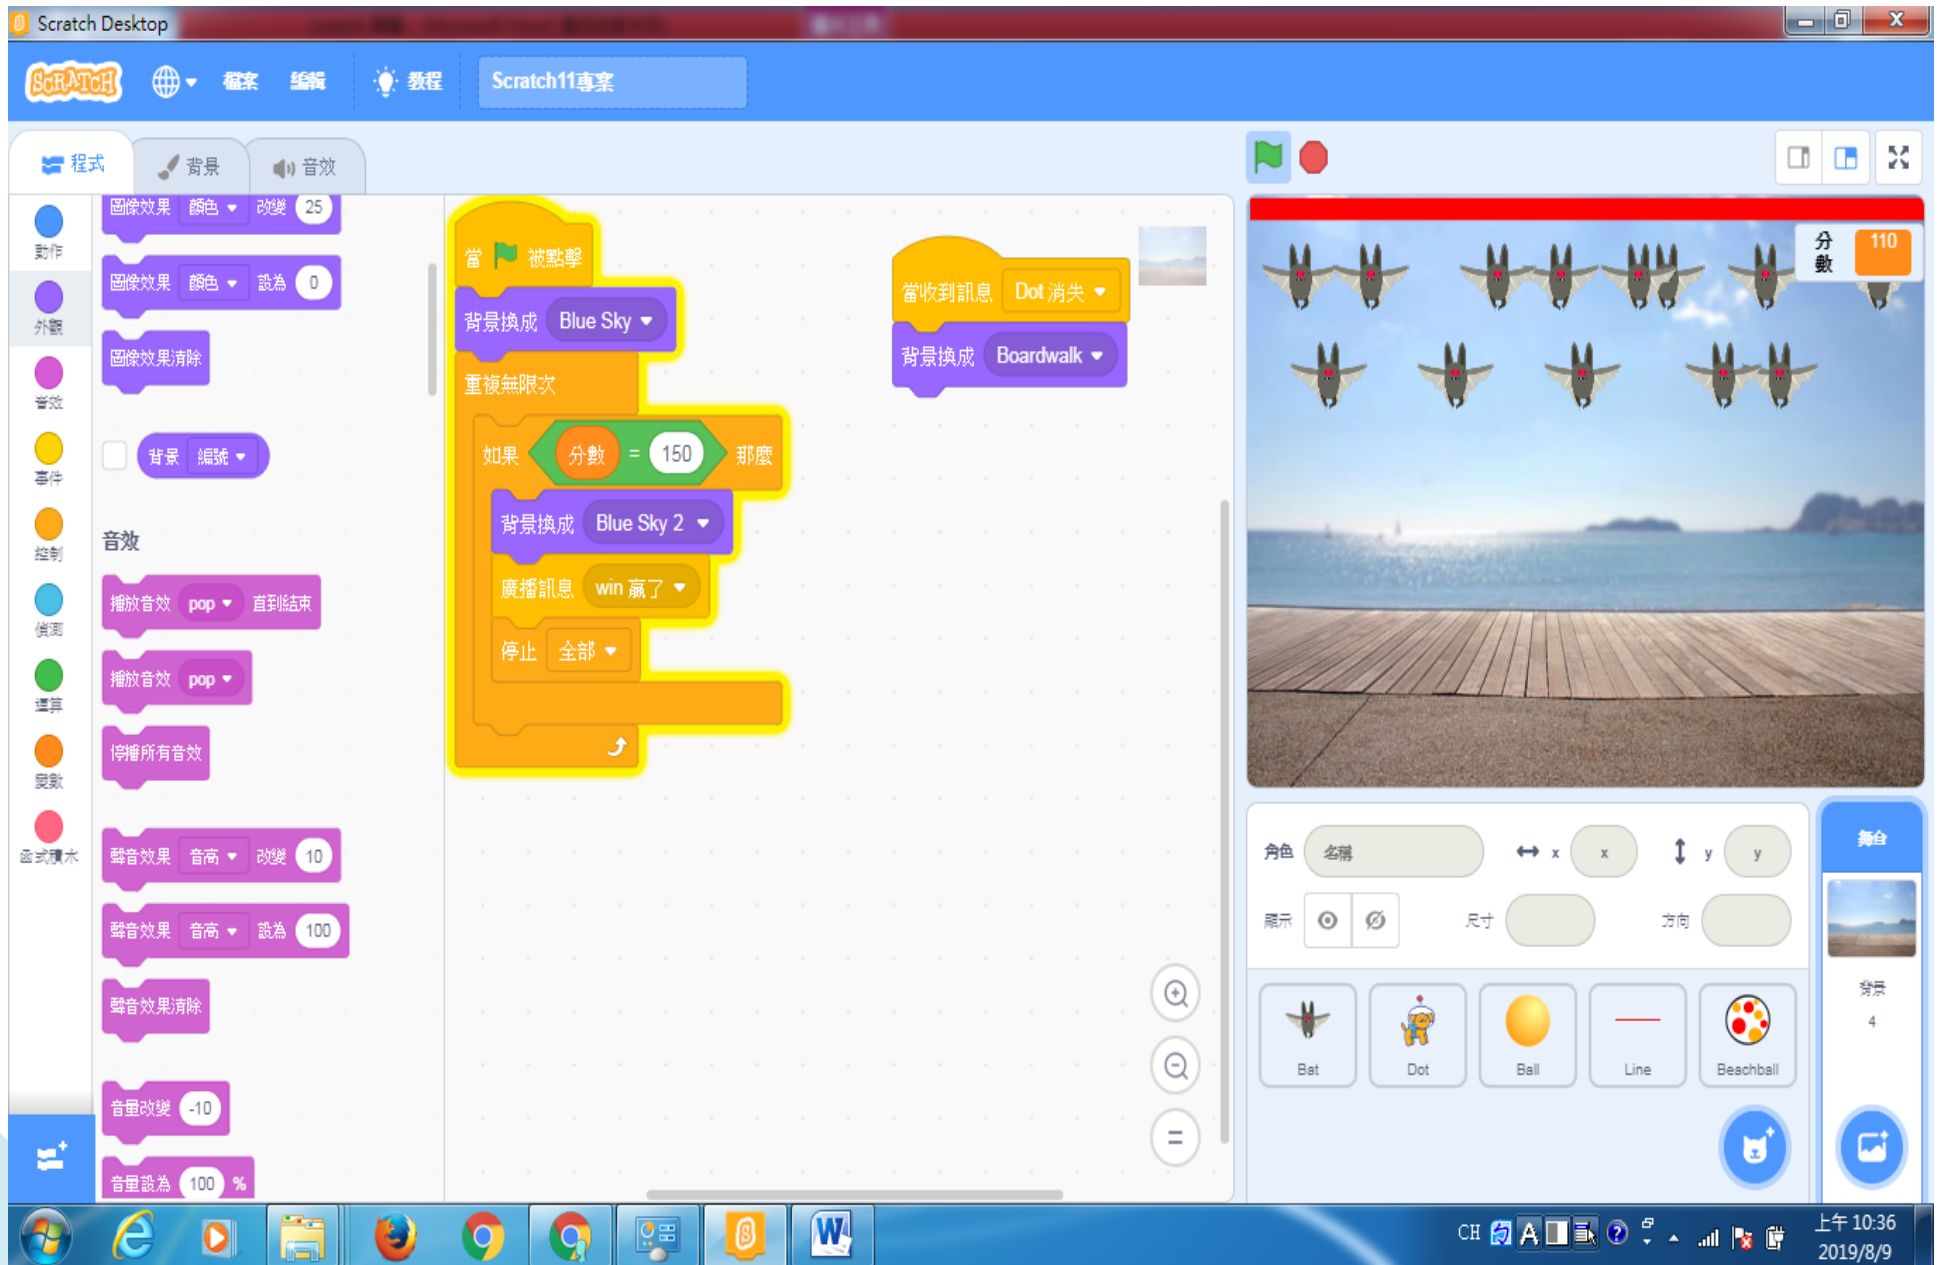 Scratch Desktop
SCRATCH 檔案 編輯 教程 Scratch11專案
程式 背景 音效
動作
外觀
音效
事件
控制
偵測
運算
變數
函式積木
圖像效果 顏色 改變 25
圖像效果 顏色 設為 0
圖像效果清除
背景 編號
音效
播放音效 pop 直到結束
播放音效 pop
停播所有音效
聲音效果 音高 改變 10
聲音效果 音高 設為 100
聲音效果清除
音量改變 -10
音量設為 100 %
當 被點擊
背景換成 Blue Sky
重複無限次
如果 分數 = 150 那麼
背景換成 Blue Sky 2
廣播訊息 win 贏了
停止 全部
當收到訊息 Dot 消失
背景換成 Boardwalk
分數 110
角色 名稱 x x y y
顯示 尺寸 方向
Bat Dot Ball Line Beachball
舞台
背景
4
CH
上午 10:36
2019/8/9